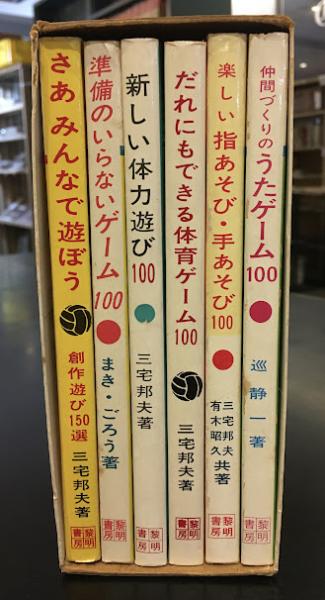 さあ みんなで遊ぼう
創作遊び150選
三宅邦夫著
黎明書房
準備のいらないゲーム100
まき・ごろう著
黎明書房
新しい体力遊び100
三宅邦夫著
黎明書房
だれにもできる体育ゲーム100
三宅邦夫著
黎明書房
楽しい指あそび・手あそび100
三宅邦夫
有木昭久
共著
黎明書房
仲間づくりのうたゲーム100
巡静一著
黎明書房